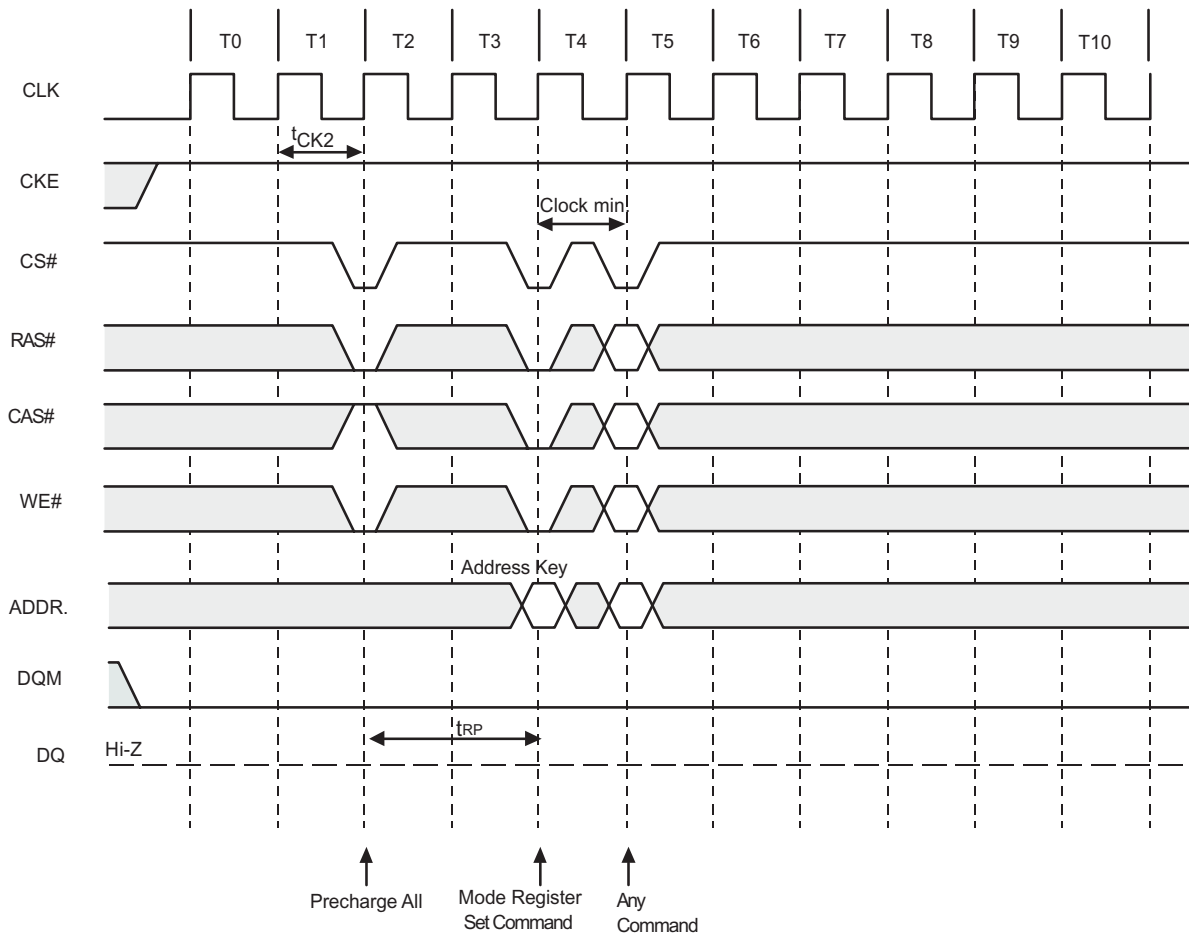 T0 T1 T2 T3 T4 T5 T6 T7 T8 T9 T10
CLK
tCK2
CKE
Clock min
CS#
RAS#
CAS#
WE#
Address Key
ADDR.
DQM
tRP
DQ
Hi-Z
Precharge All
Mode Register
Set Command
Any
Command